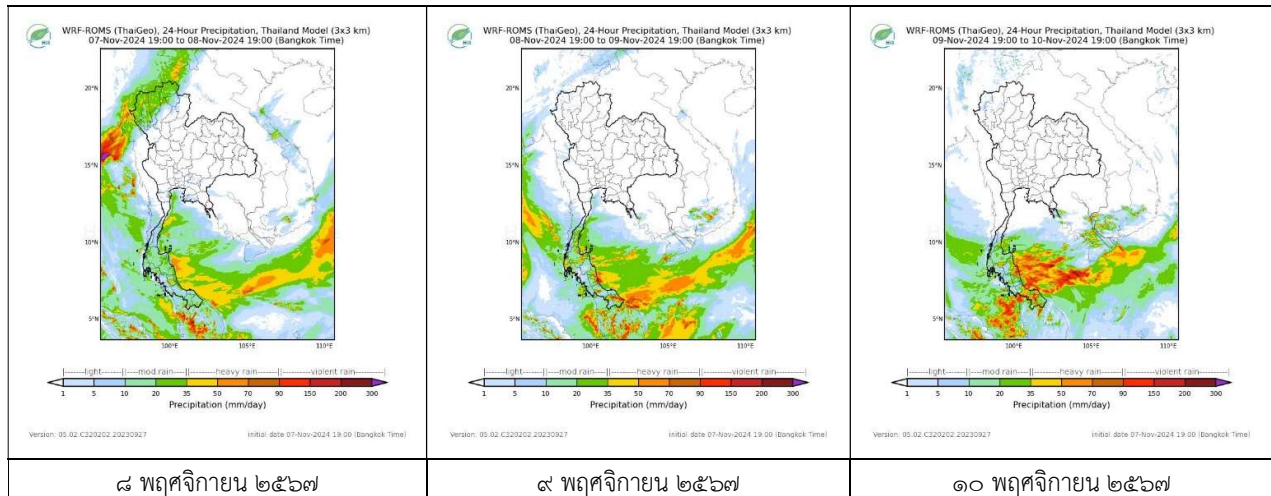 WRF-ROMS (ThaiGeo), 24-Hour Precipitation, Thailand Model (3x3 km)
07-Nov-2024 19:00 to 08-Nov-2024 19:00 (Bangkok Time)
20°N
15°N
10°N
5°N
100°E 105°E 110°E
|--------light-------||----mod rain----||---------heavy rain---------||-----------violent rain---------|
1 5 10 20 35 50 70 90 150 200 300
Precipitation (mm/day)
Version: 05.02.C320202.20230927 initial date 07-Nov-2024 19:00 (Bangkok Time)
๘ พฤศจิกายน ๒๕๖๗
WRF-ROMS (ThaiGeo), 24-Hour Precipitation, Thailand Model (3x3 km)
08-Nov-2024 19:00 to 09-Nov-2024 19:00 (Bangkok Time)
20°N
15°N
10°N
5°N
100°E 105°E 110°E
|--------light-------||----mod rain----||---------heavy rain---------||-----------violent rain---------|
1 5 10 20 35 50 70 90 150 200 300
Precipitation (mm/day)
Version: 05.02.C320202.20230927 initial date 07-Nov-2024 19:00 (Bangkok Time)
๙ พฤศจิกายน ๒๕๖๗
WRF-ROMS (ThaiGeo), 24-Hour Precipitation, Thailand Model (3x3 km)
09-Nov-2024 19:00 to 10-Nov-2024 19:00 (Bangkok Time)
20°N
15°N
10°N
5°N
100°E 105°E 110°E
|--------light-------||----mod rain----||---------heavy rain---------||-----------violent rain---------|
1 5 10 20 35 50 70 90 150 200 300
Precipitation (mm/day)
Version: 05.02.C320202.20230927 initial date 07-Nov-2024 19:00 (Bangkok Time)
๑๐ พฤศจิกายน ๒๕๖๗